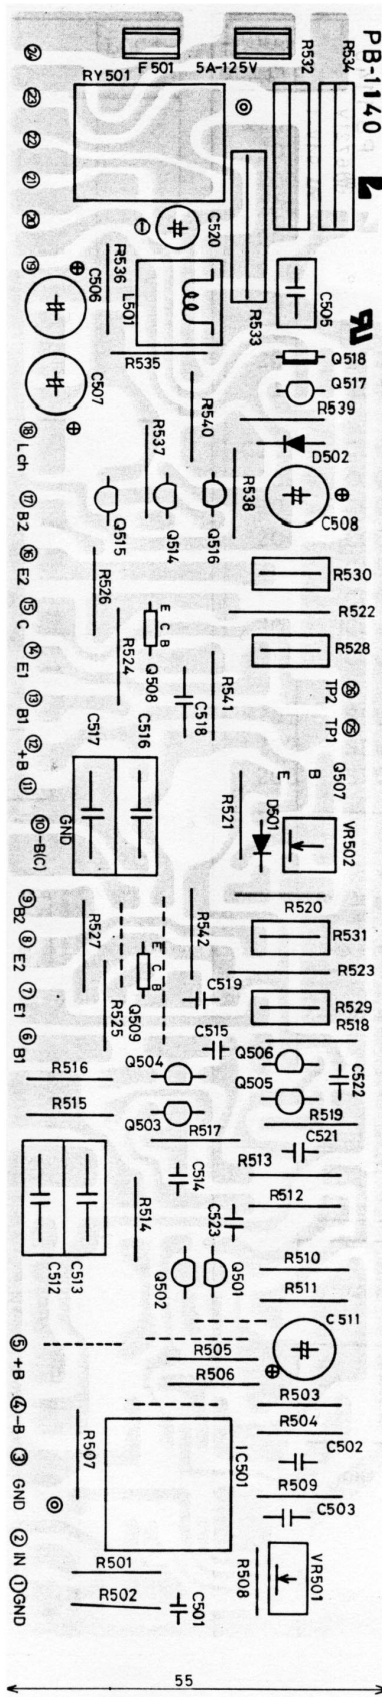 PB-1140
L
F501 5A-125V
RY501
R532
R534
24
23
22
21
20
19
C520
R536
L501
C506
R533
C505
Q518
Q517
R535
C507
R540
R539
D502
R537
18 Lch
17 B2
16 E2
15 C
14 E1
13 B1
12 +B
11
R538
C508
Q515
Q514
Q516
R530
R526
R522
E C B
Q508
R524
R528
R541
C518
26 TP2
25 TP1
C517
C516
B E
Q507
R521
D501
VR502
GND
10 -B(C)
R520
9 B2
8 E2
7 E1
6 B1
R527
R542
R531
E C B
Q509
R525
R523
C519
R529
R518
C515
Q506
Q504
C522
R516
Q505
R515
Q503
R519
R517
C521
C514
R513
R514
R512
C523
C512
C513
Q502
Q501
R510
R511
C511
5 +B
4 -B
3 GND
2 IN
1 GND
R505
R506
R503
R504
R507
IC501
C502
R509
C503
R501
R502
C501
R508
VR501
55